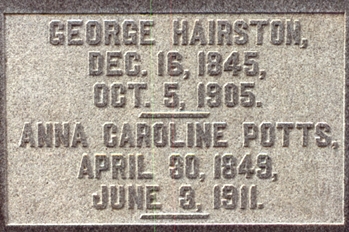 GEORGE HAIRSTON,
DEC. 16, 1845,
OCT. 5, 1905.
ANNA CAROLINE POTTS,
APRIL 30, 1849,
JUNE 3, 1911.